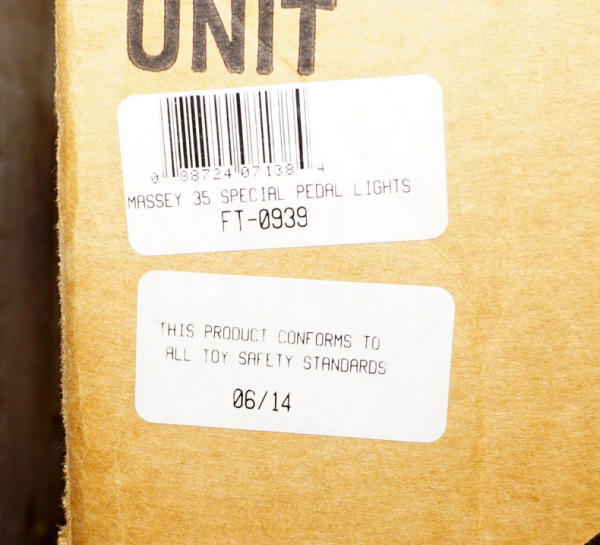 UNIT
0 88724 07138 4
MASSEY 35 SPECIAL PEDAL LIGHTS
FT-0939
THIS PRODUCT CONFORMS TO
ALL TOY SAFETY STANDARDS
06/14